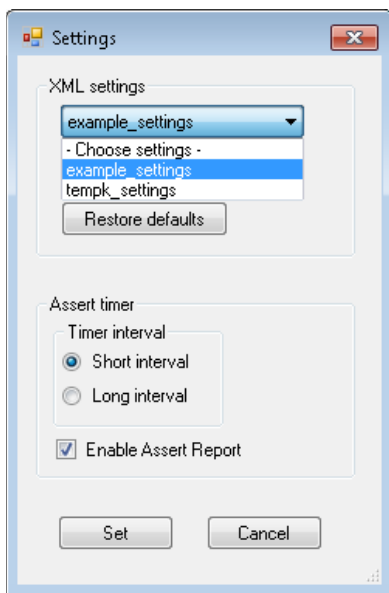 Settings
XML settings
example_settings
- Choose settings -
example_settings
tempk_settings
Restore defaults
Assert timer
Timer interval
Short interval
Long interval
Enable Assert Report
Set Cancel